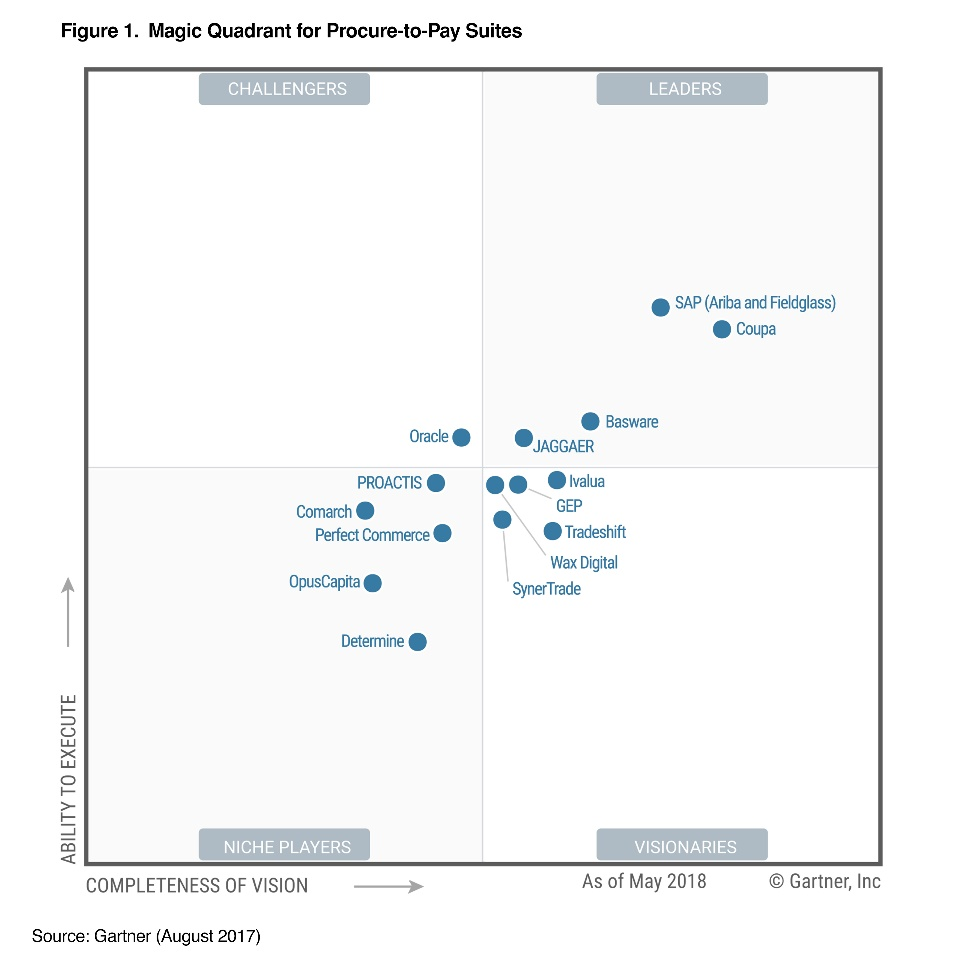 Figure 1. Magic Quadrant for Procure-to-Pay Suites
CHALLENGERS
LEADERS
SAP (Ariba and Fieldglass)
Coupa
Basware
Oracle
JAGGAER
PROACTIS
Ivalua
GEP
Comarch
Perfect Commerce
Tradeshift
Wax Digital
OpusCapita
SynerTrade
Determine
ABILITY TO EXECUTE
NICHE PLAYERS
VISIONARIES
COMPLETENESS OF VISION
As of May 2018
© Gartner, Inc
Source: Gartner (August 2017)